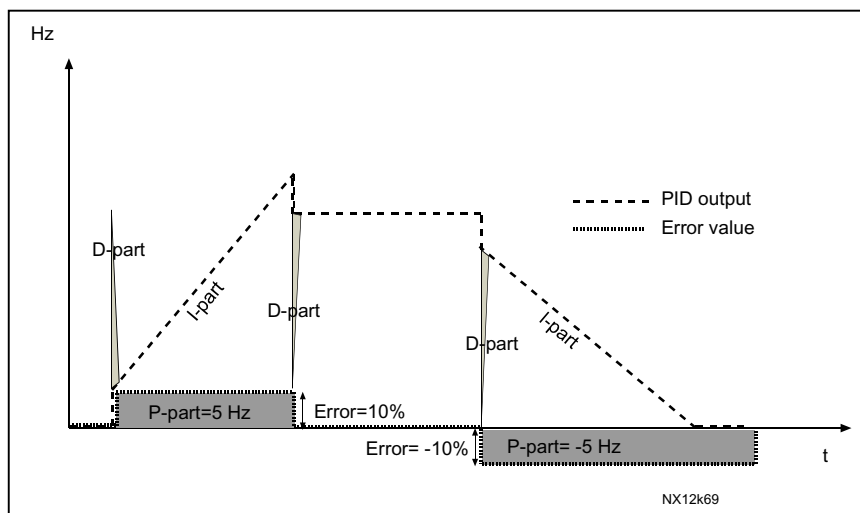 Hz
PID output
Error value
D-part
I-part
D-part
I-part
D-part
P-part=5 Hz
Error=10%
Error= -10%
P-part= -5 Hz
t
NX12k69